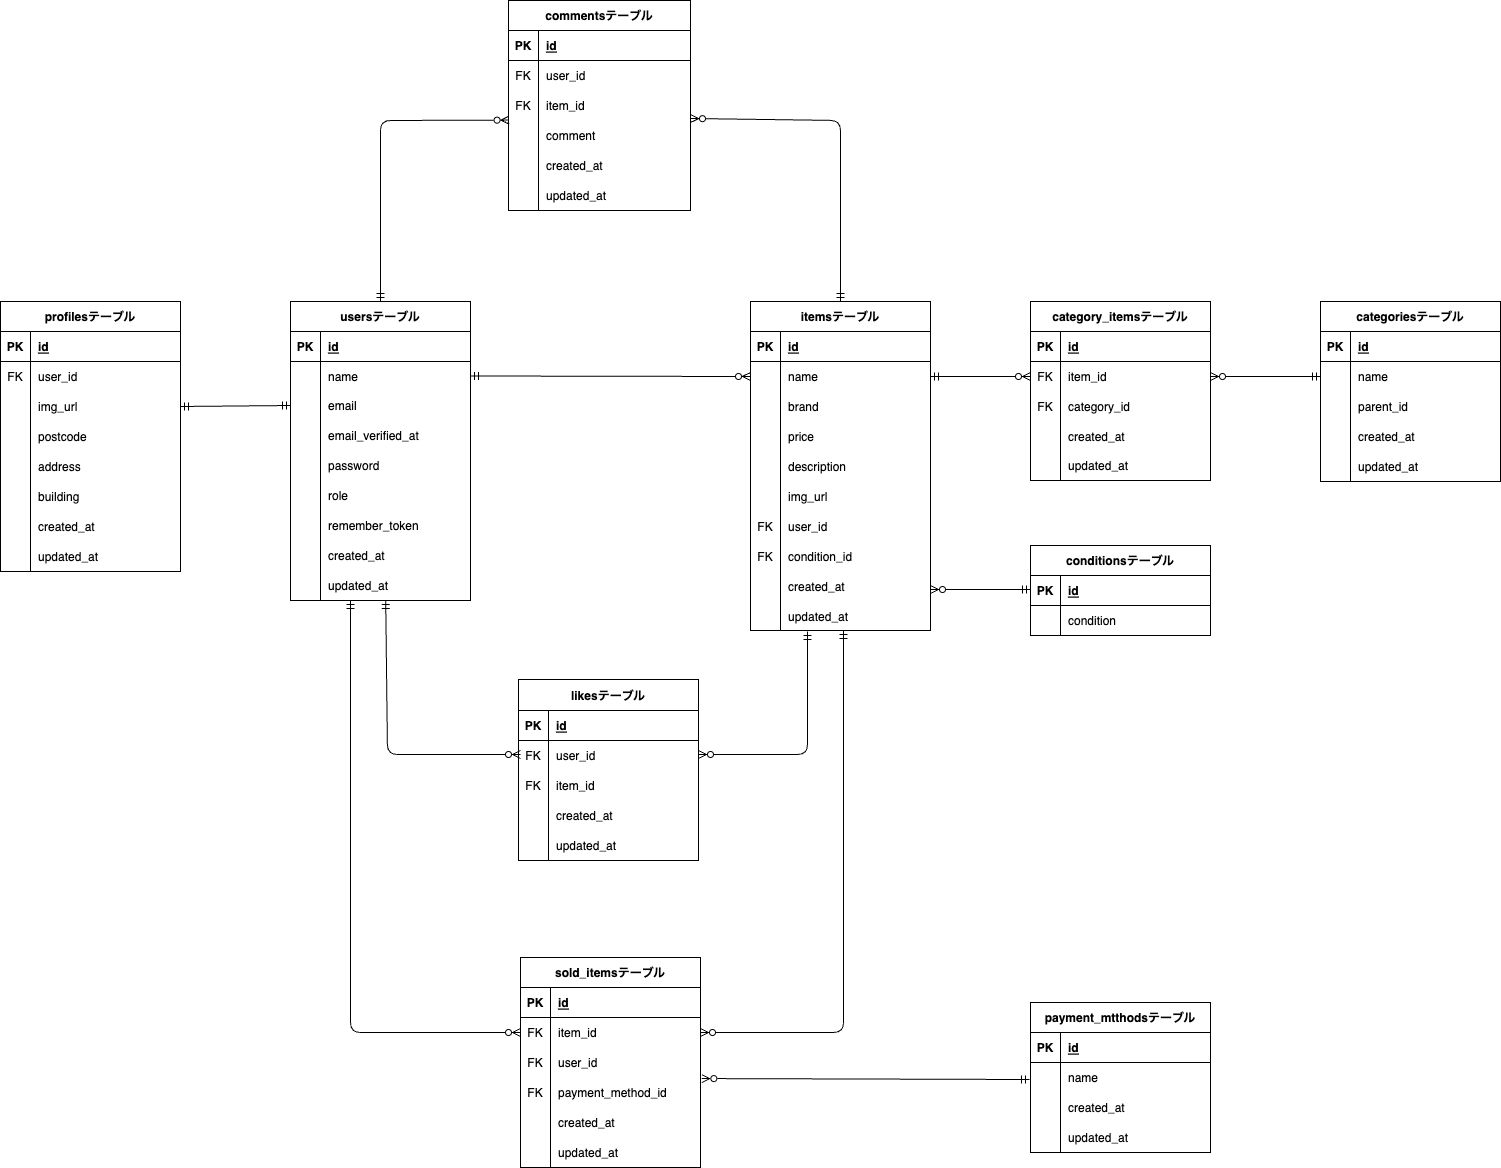 commentsテーブル
PK id
FK user_id
FK item_id
comment
created_at
updated_at
profilesテーブル
PK id
FK user_id
img_url
postcode
address
building
created_at
updated_at
usersテーブル
PK id
name
email
email_verified_at
password
role
remember_token
created_at
updated_at
itemsテーブル
PK id
name
brand
price
description
img_url
FK user_id
FK condition_id
created_at
updated_at
category_itemsテーブル
PK id
FK item_id
FK category_id
created_at
updated_at
categoriesテーブル
PK id
name
parent_id
created_at
updated_at
conditionsテーブル
PK id
condition
likesテーブル
PK id
FK user_id
FK item_id
created_at
updated_at
sold_itemsテーブル
PK id
FK item_id
FK user_id
FK payment_method_id
created_at
updated_at
payment_mtthodsテーブル
PK id
name
created_at
updated_at